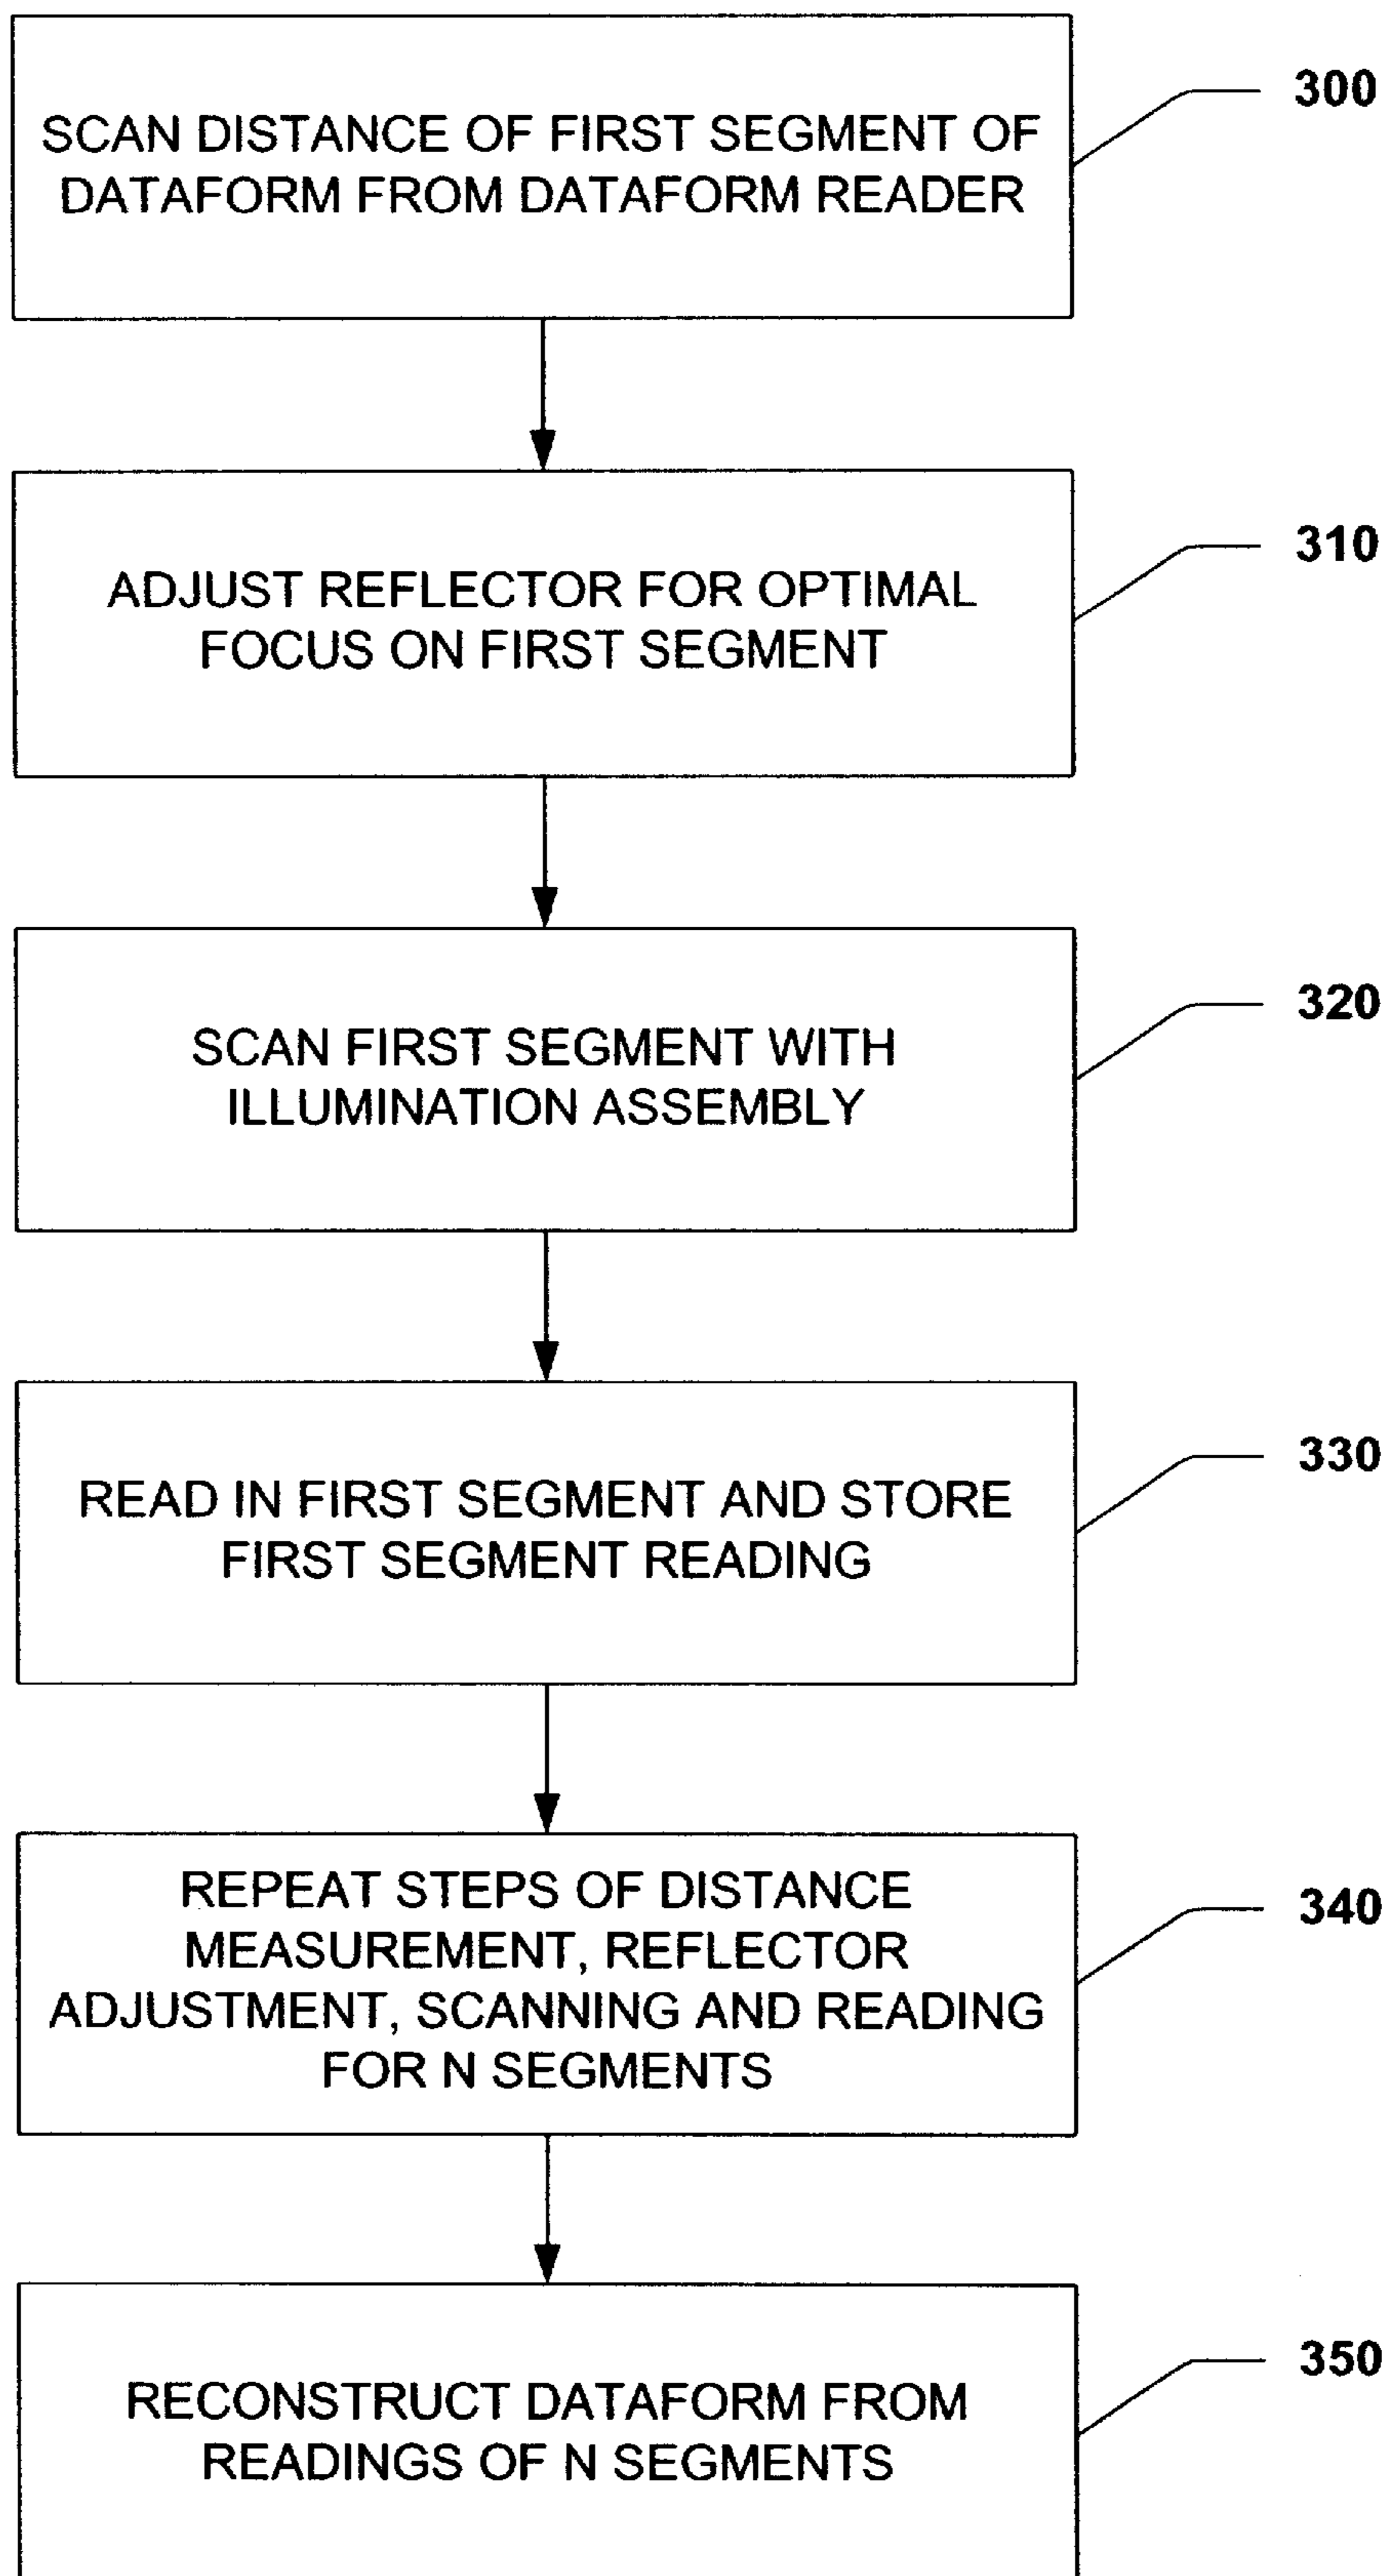 SCAN DISTANCE OF FIRST SEGMENT OF
DATAFORM FROM DATAFORM READER
300
ADJUST REFLECTOR FOR OPTIMAL
FOCUS ON FIRST SEGMENT
310
SCAN FIRST SEGMENT WITH
ILLUMINATION ASSEMBLY
320
READ IN FIRST SEGMENT AND STORE
FIRST SEGMENT READING
330
REPEAT STEPS OF DISTANCE
MEASUREMENT, REFLECTOR
ADJUSTMENT, SCANNING AND READING
FOR N SEGMENTS
340
RECONSTRUCT DATAFORM FROM
READINGS OF N SEGMENTS
350